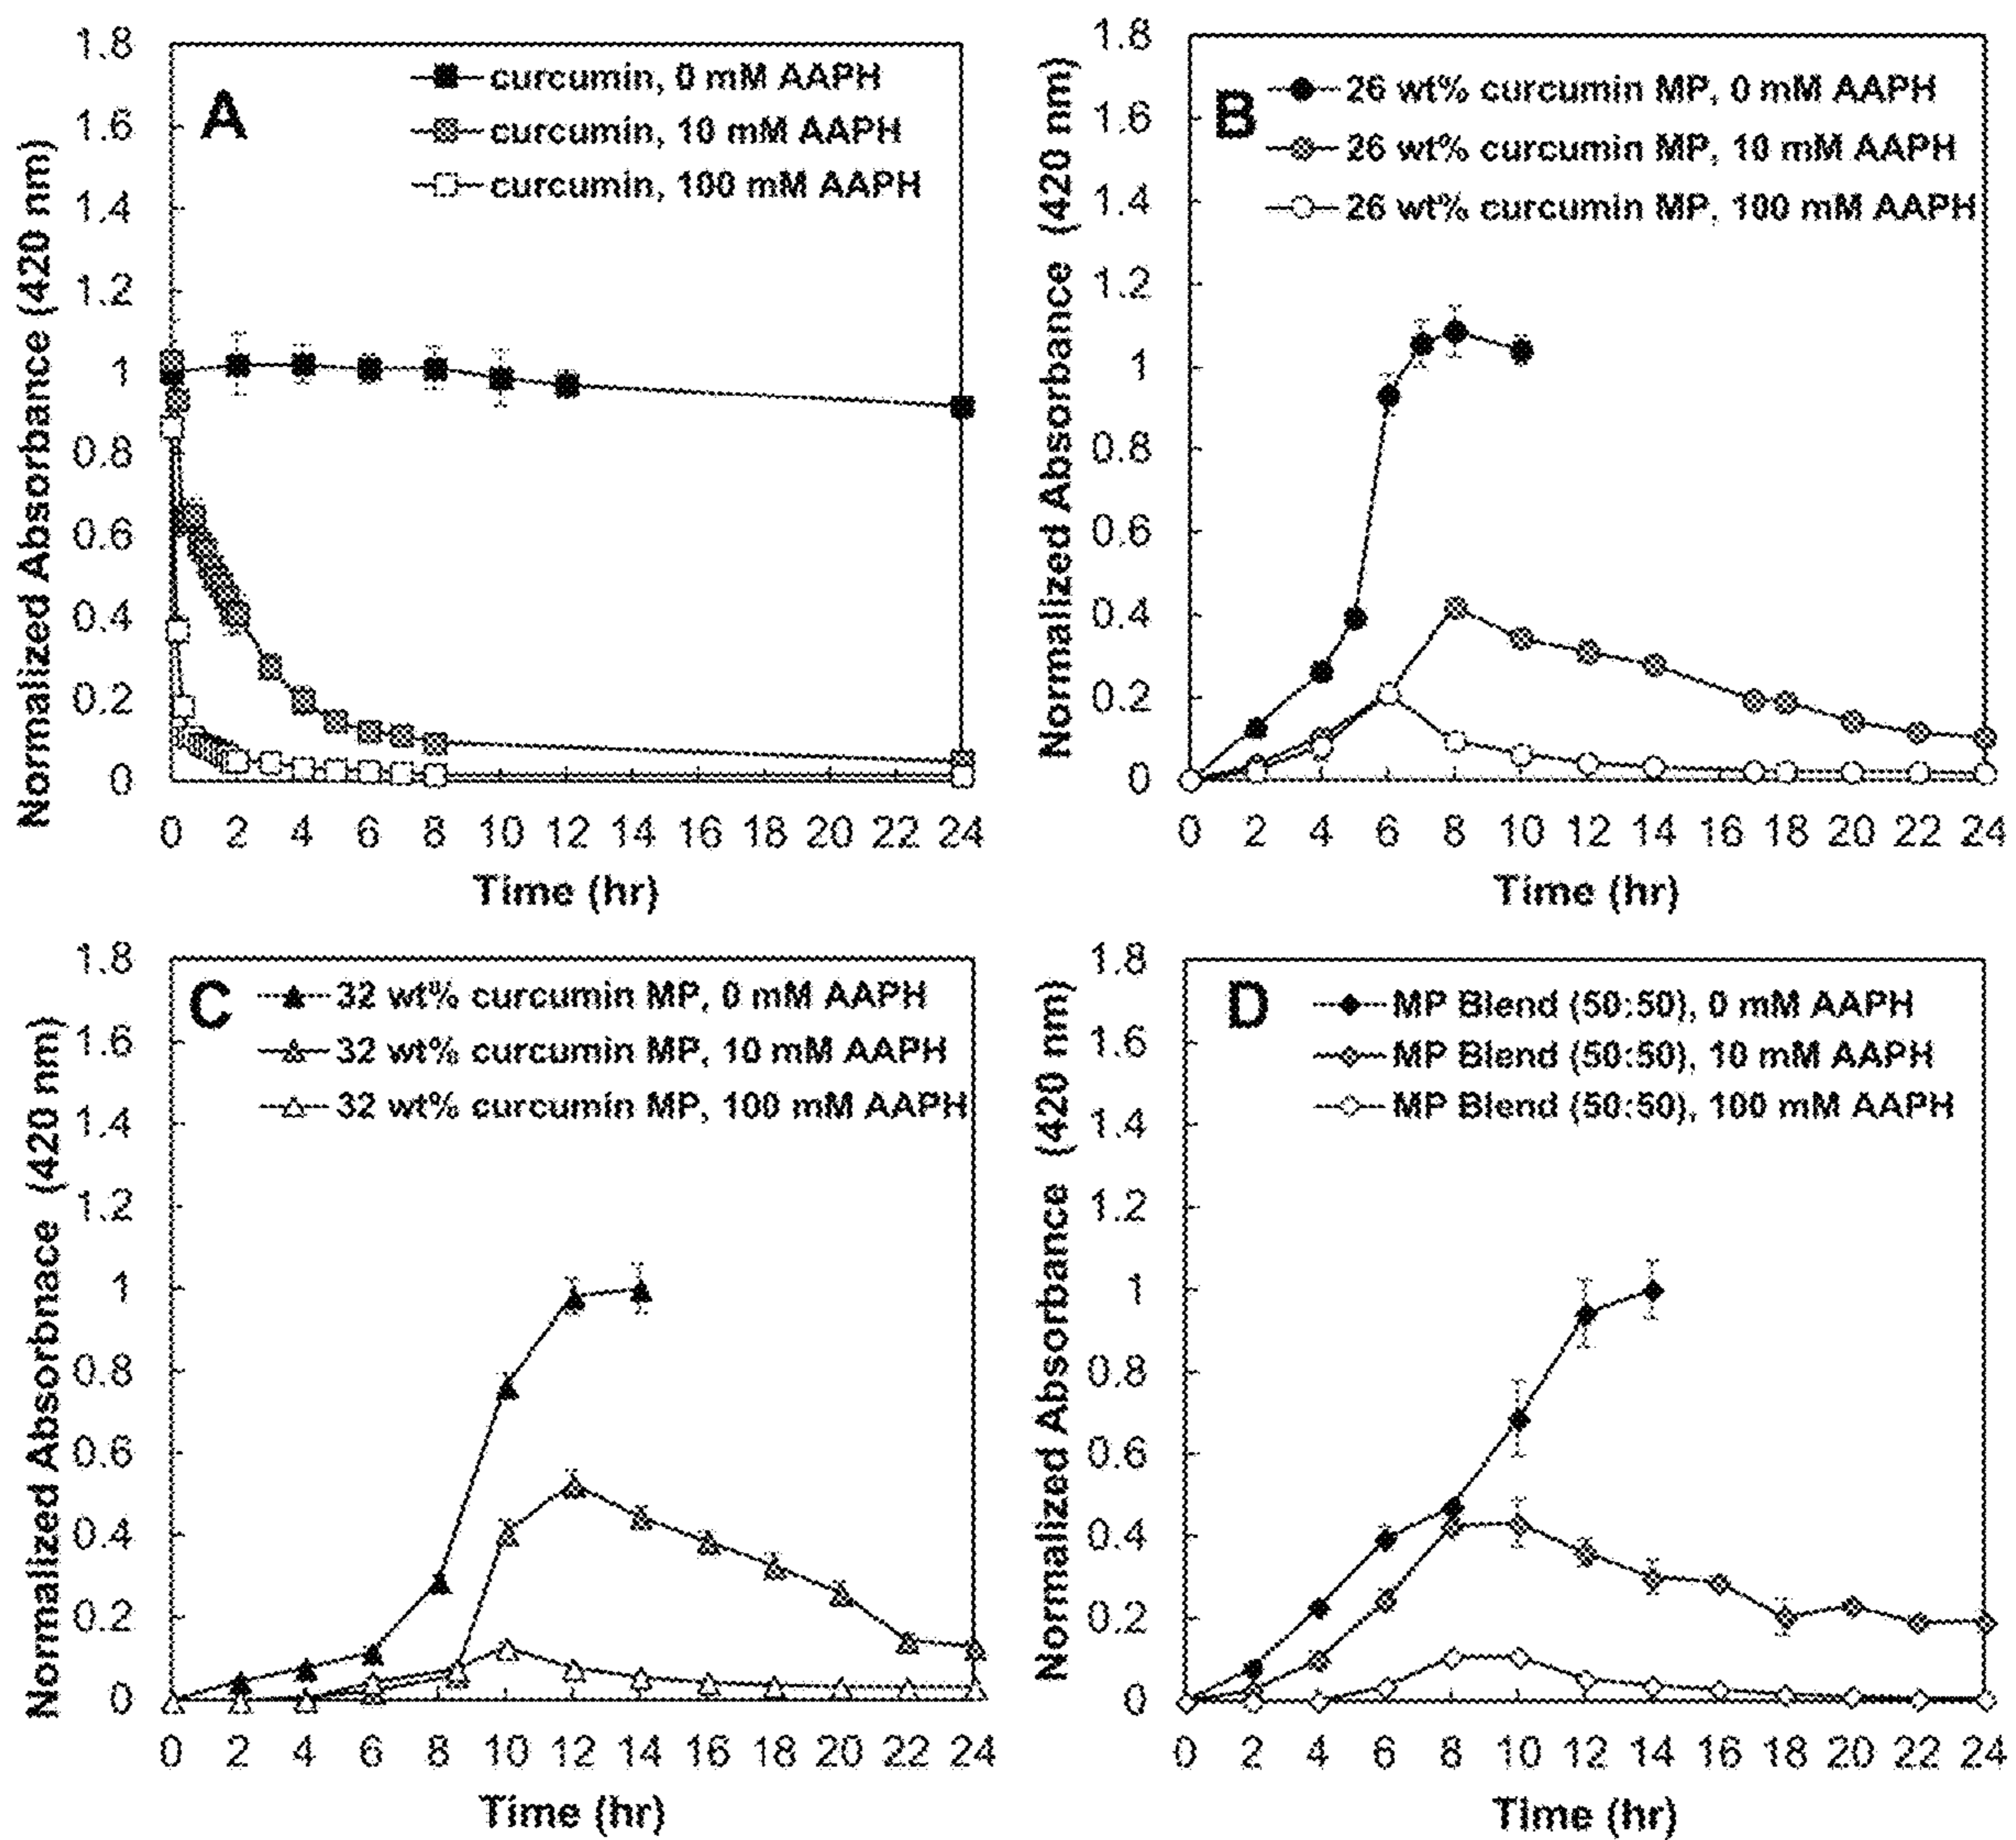 A
curcumin, 0 mM AAPH
curcumin, 10 mM AAPH
curcumin, 100 mM AAPH
Normalized Absorbance (420 nm)
1.8
1.6
1.4
1.2
1
0.8
0.6
0.4
0.2
0
0 2 4 6 8 10 12 14 16 18 20 22 24
Time (hr)
B
26 wt% curcumin MP, 0 mM AAPH
26 wt% curcumin MP, 10 mM AAPH
26 wt% curcumin MP, 100 mM AAPH
Normalized Absorbance (420 nm)
1.8
1.6
1.4
1.2
1
0.8
0.6
0.4
0.2
0
0 2 4 6 8 10 12 14 16 18 20 22 24
Time (hr)
C
32 wt% curcumin MP, 0 mM AAPH
32 wt% curcumin MP, 10 mM AAPH
32 wt% curcumin MP, 100 mM AAPH
Normalized Absorbnace (420 nm)
1.8
1.6
1.4
1.2
1
0.8
0.6
0.4
0.2
0
0 2 4 6 8 10 12 14 16 18 20 22 24
Time (hr)
D
MP Blend (50:50), 0 mM AAPH
MP Blend (50:50), 10 mM AAPH
MP Blend (50:50), 100 mM AAPH
Normalized Absorbance (420 nm)
1.8
1.6
1.4
1.2
1
0.8
0.6
0.4
0.2
0
0 2 4 6 8 10 12 14 16 18 20 22 24
Time (hr)